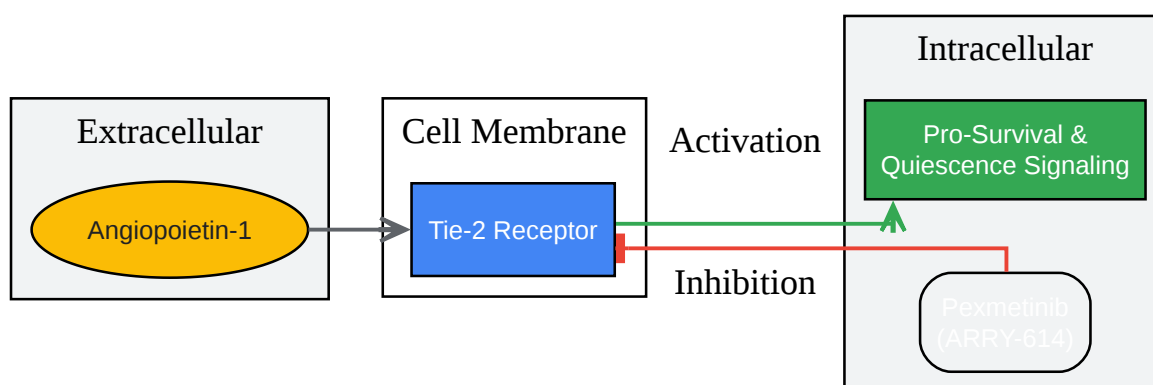 Extracellular
Angiopoietin-1
Cell Membrane
Tie-2 Receptor
Activation
Inhibition
Intracellular
Pro-Survival &
Quiescence Signaling
Pexmetinib
(ARRY-614)